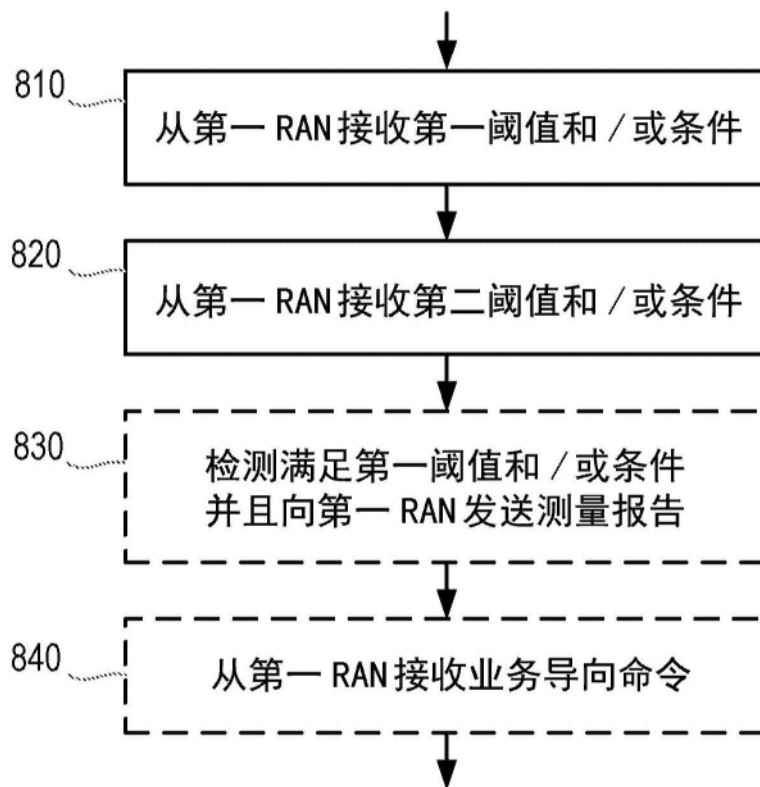 810
从第一 RAN 接收第一阈值和 / 或条件
820
从第一 RAN 接收第二阈值和 / 或条件
830
检测满足第一阈值和 / 或条件
并且向第一 RAN 发送测量报告
840
从第一 RAN 接收业务导向命令